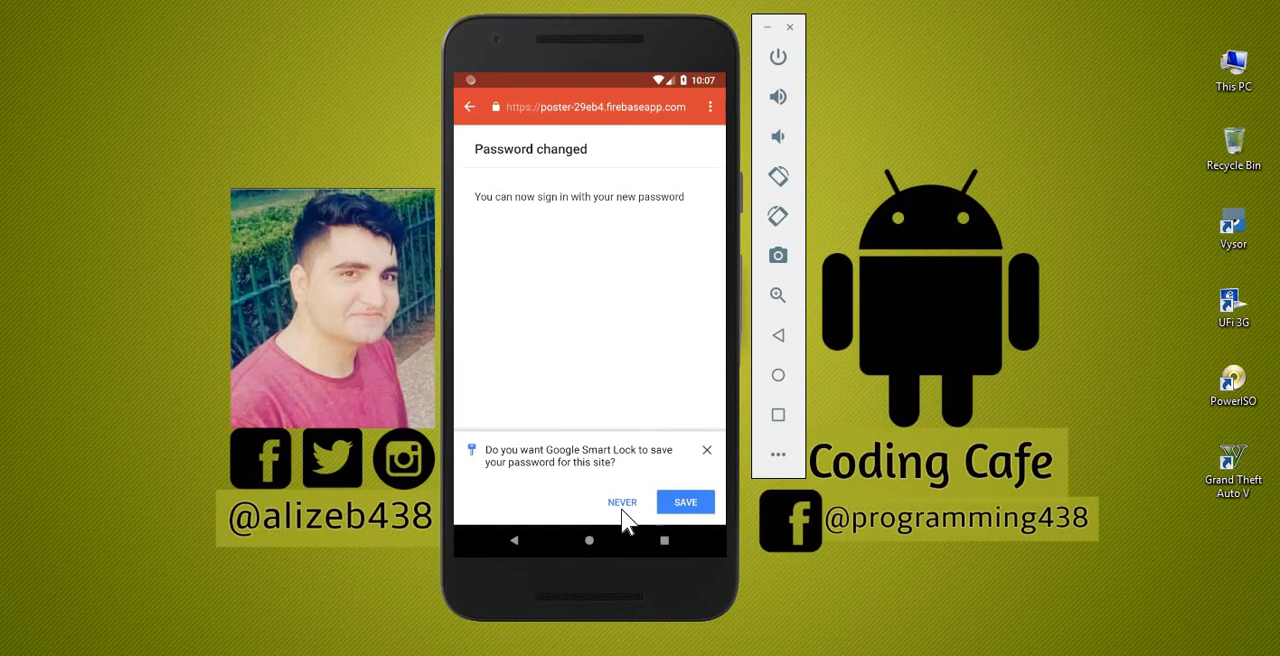 10:07
https://poster-29eb4.firebaseapp.com
Password changed
You can now sign in with your new password
Do you want Google Smart Lock to save
your password for this site?
NEVER
SAVE
@alizeb438
Coding Cafe
@programming438
This PC
Recycle Bin
Vysor
UFi 3G
PowerISO
Grand Theft
Auto V